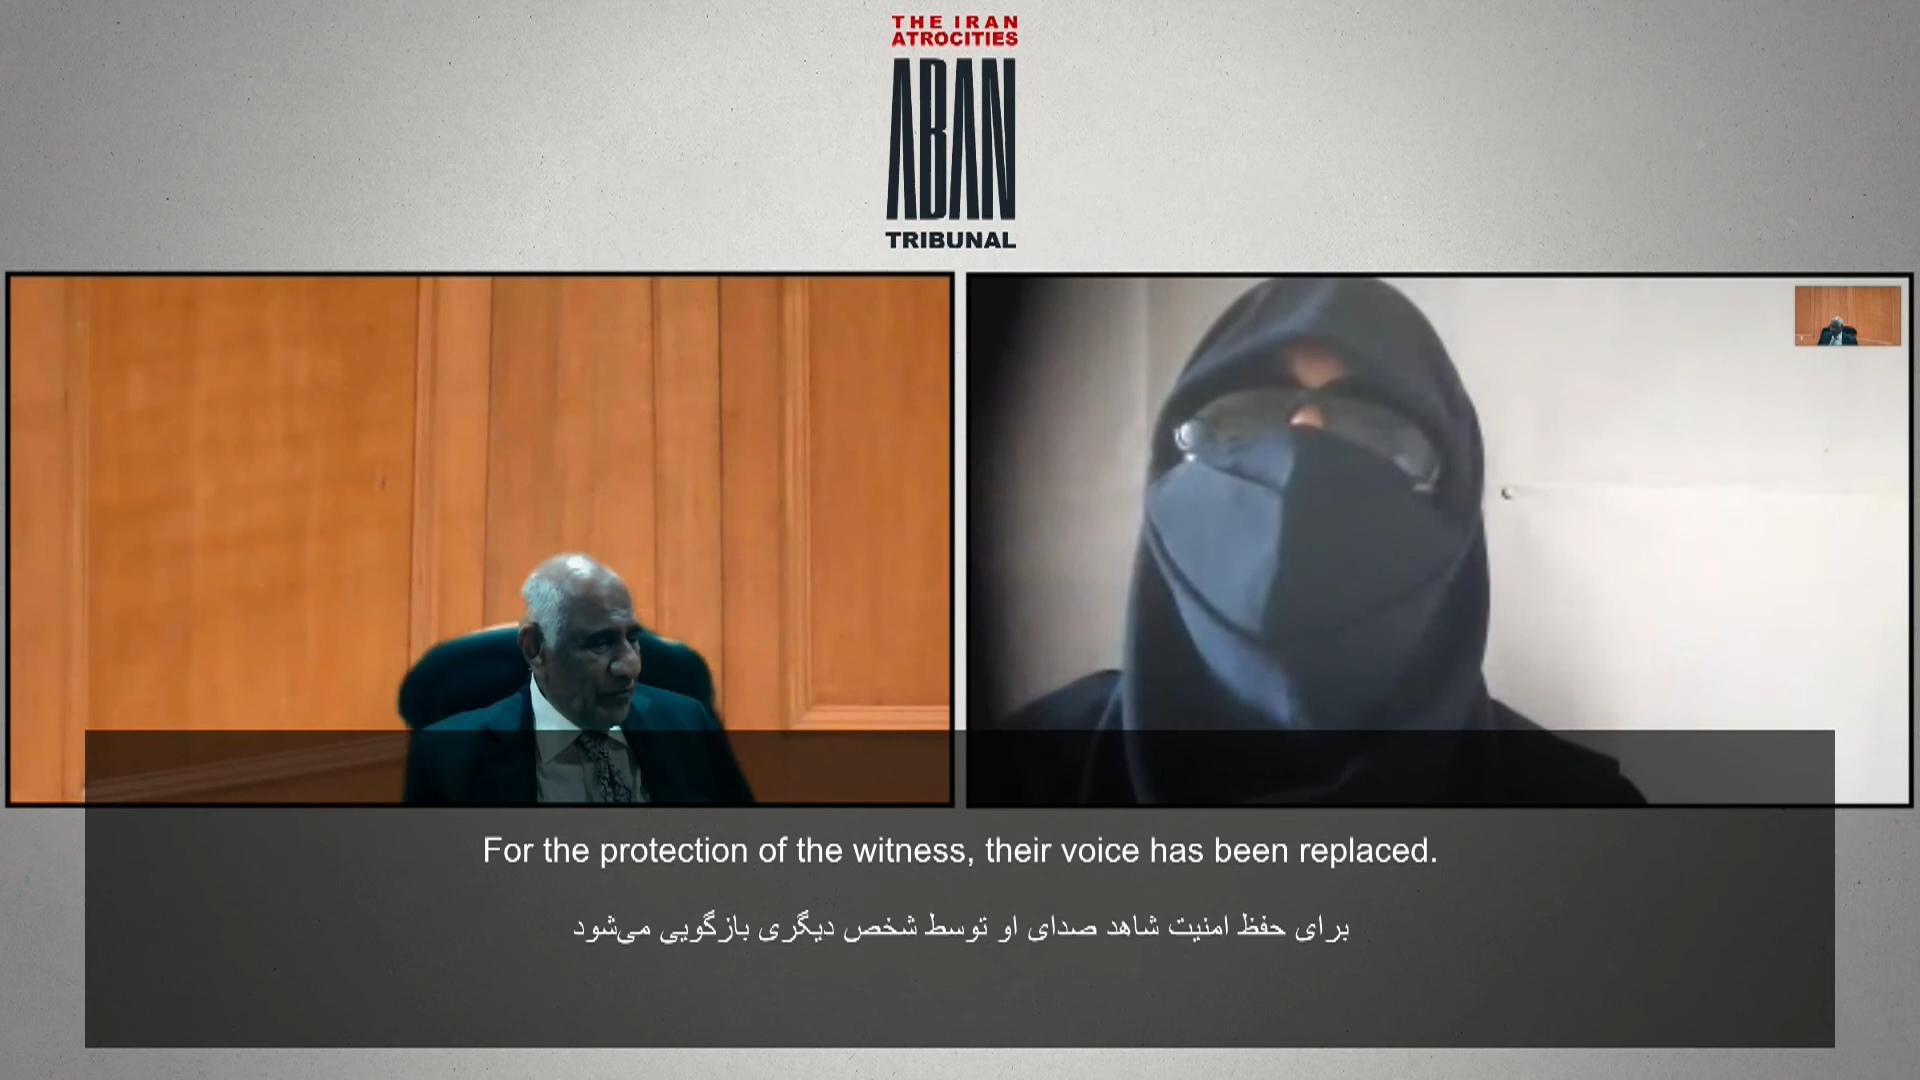 THE IRAN
ATROCITIES
ABAN
TRIBUNAL
For the protection of the witness, their voice has been replaced.
برای حفظ امنیت شاهد صدای او توسط شخص دیگری بازگویی می‌شود